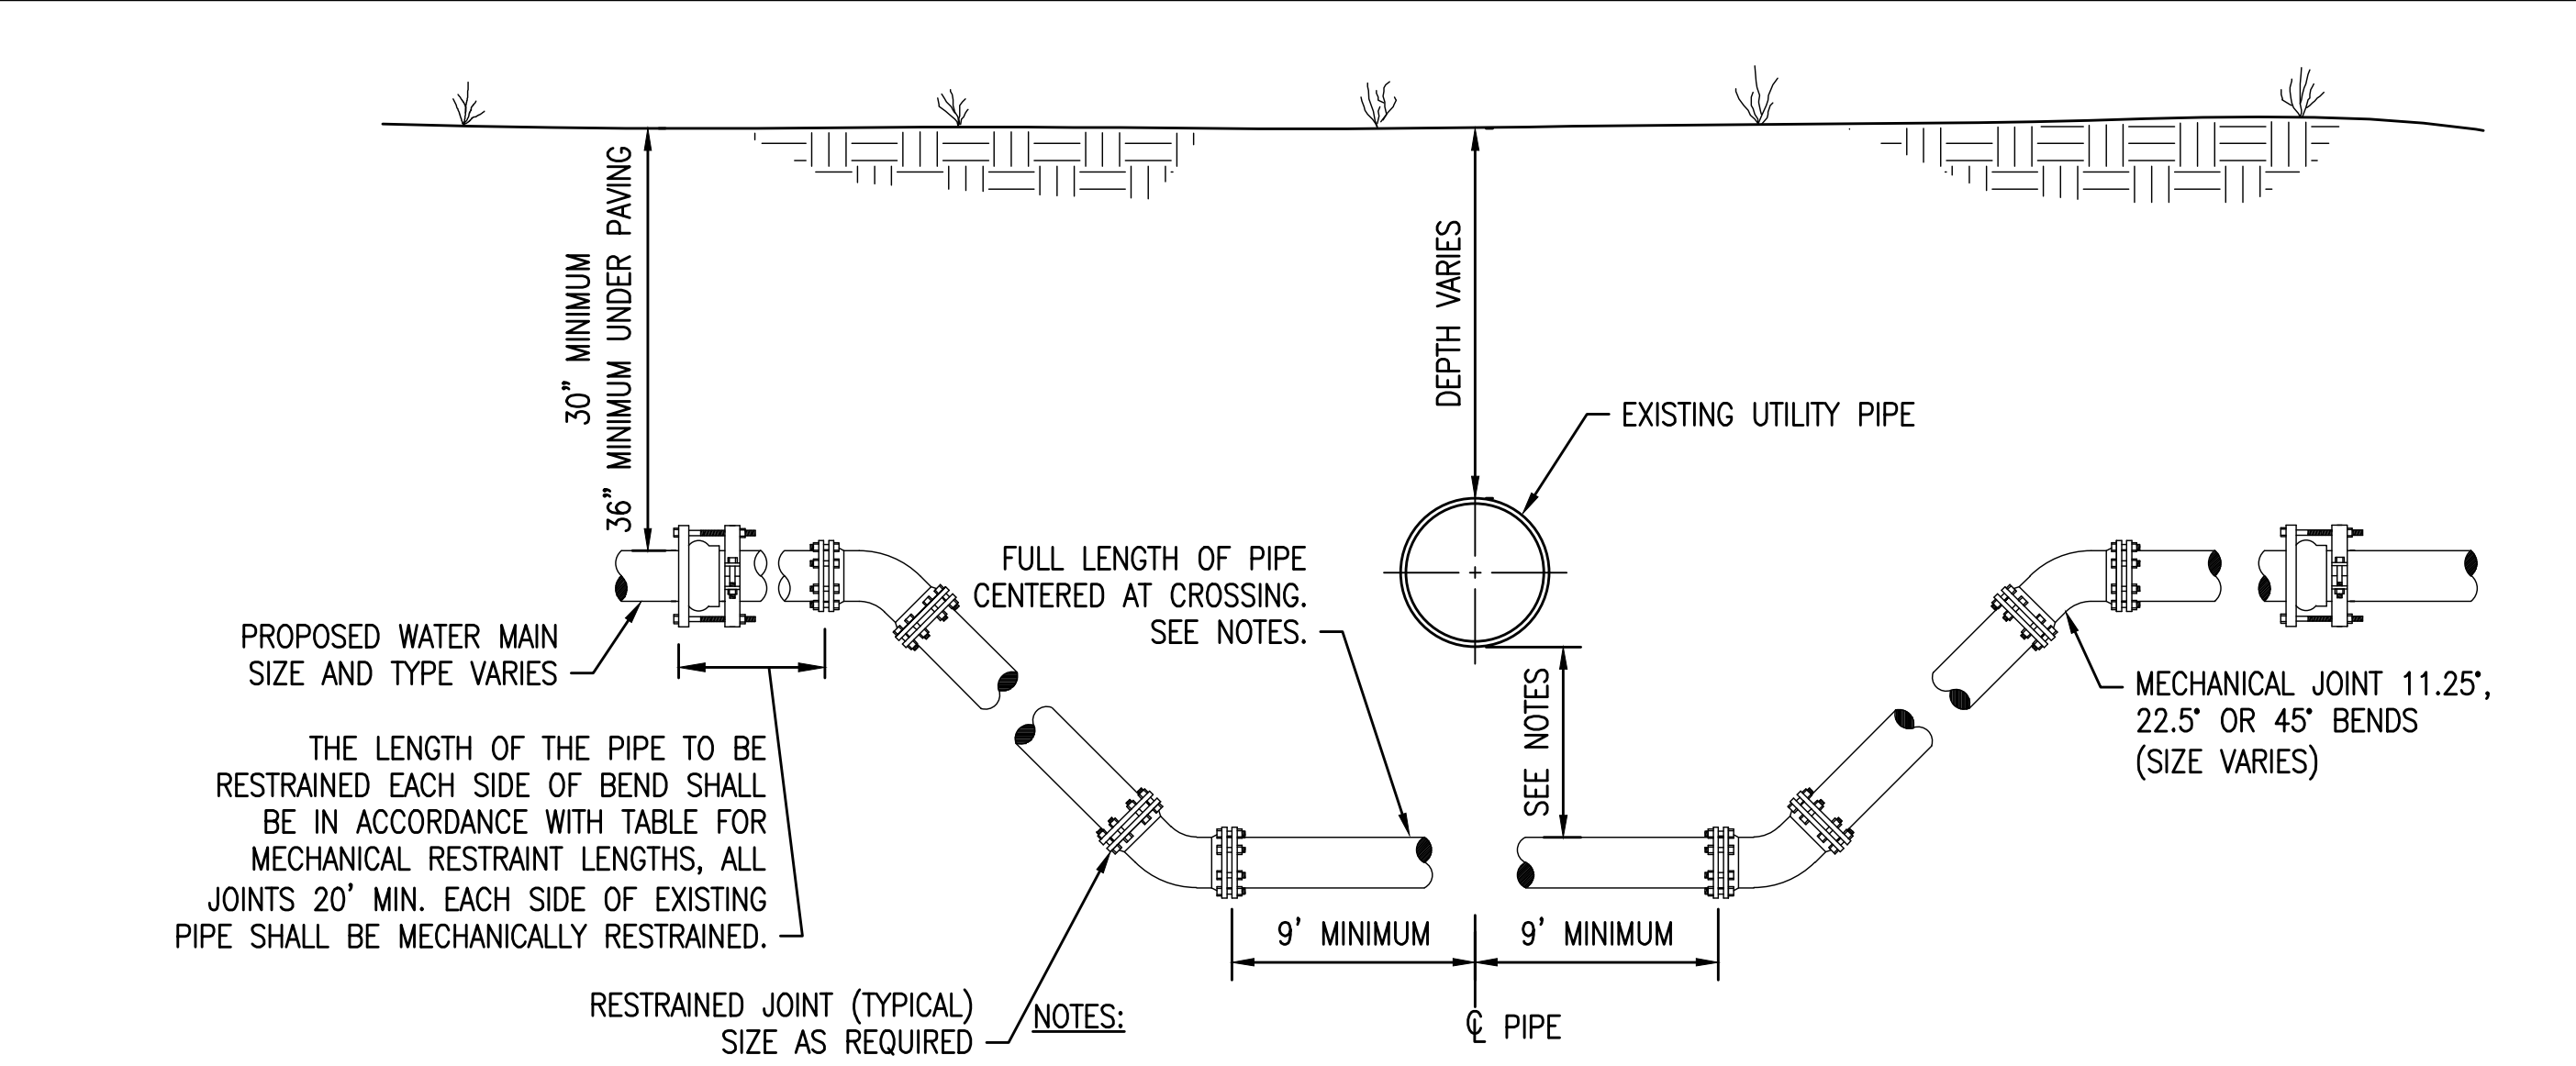 30" MINIMUM
36" MINIMUM UNDER PAVING
DEPTH VARIES
EXISTING UTILITY PIPE
FULL LENGTH OF PIPE
CENTERED AT CROSSING.
SEE NOTES.
PROPOSED WATER MAIN
SIZE AND TYPE VARIES
SEE NOTES
MECHANICAL JOINT 11.25°,
22.5° OR 45° BENDS
(SIZE VARIES)
THE LENGTH OF THE PIPE TO BE
RESTRAINED EACH SIDE OF BEND SHALL
BE IN ACCORDANCE WITH TABLE FOR
MECHANICAL RESTRAINT LENGTHS, ALL
JOINTS 20' MIN. EACH SIDE OF EXISTING
PIPE SHALL BE MECHANICALLY RESTRAINED.
9' MINIMUM
9' MINIMUM
RESTRAINED JOINT (TYPICAL)
SIZE AS REQUIRED
NOTES:
℄ PIPE